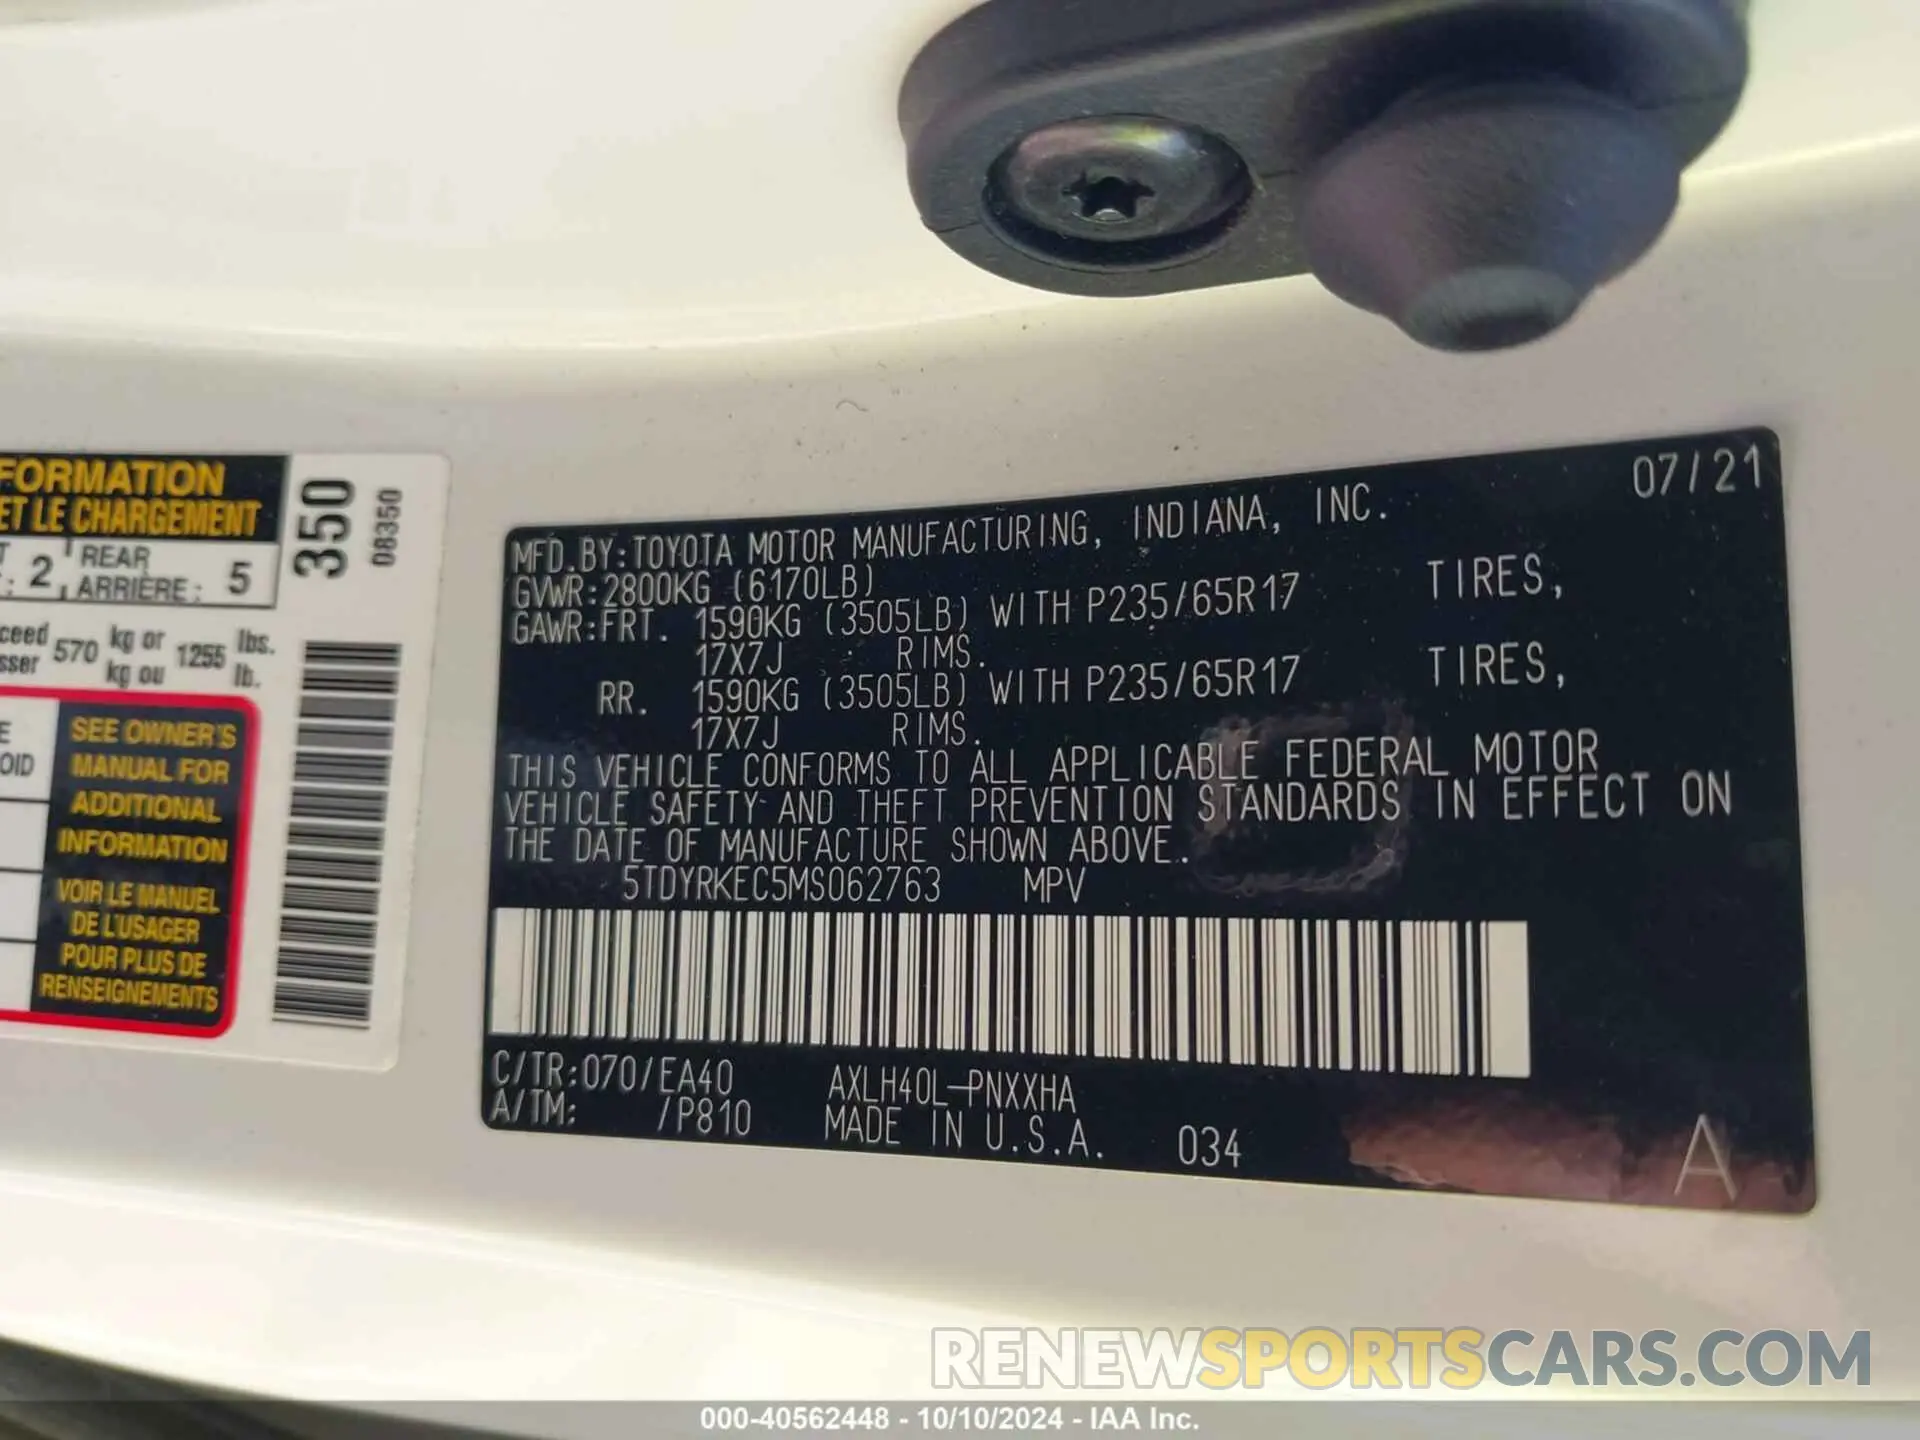 FORMATION
ET LE CHARGEMENT
2 REAR
ARRIÈRE : 5
570 kg or 1255 lbs.
kg ou lb.
SEE OWNER'S
MANUAL FOR
ADDITIONAL
INFORMATION
VOIR LE MANUEL
DE L'USAGER
POUR PLUS DE
RENSEIGNEMENTS
350
08350
07/21
MFD.BY:TOYOTA MOTOR MANUFACTURING, INDIANA, INC.
GVWR:2800KG (6170LB)
GAWR:FRT. 1590KG (3505LB) WITH P235/65R17 TIRES,
17X7J RIMS.
RR. 1590KG (3505LB) WITH P235/65R17 TIRES,
17X7J RIMS.
THIS VEHICLE CONFORMS TO ALL APPLICABLE FEDERAL MOTOR
VEHICLE SAFETY AND THEFT PREVENTION STANDARDS IN EFFECT ON
THE DATE OF MANUFACTURE SHOWN ABOVE.
5TDYRKEC5MS062763 MPV
C/TR:070/EA40 AXLH40L-PNXXHA
A/TM: /P810 MADE IN U.S.A. 034
A
RENEWSPORTSCARS.COM
000-40562448 - 10/10/2024 - IAA Inc.